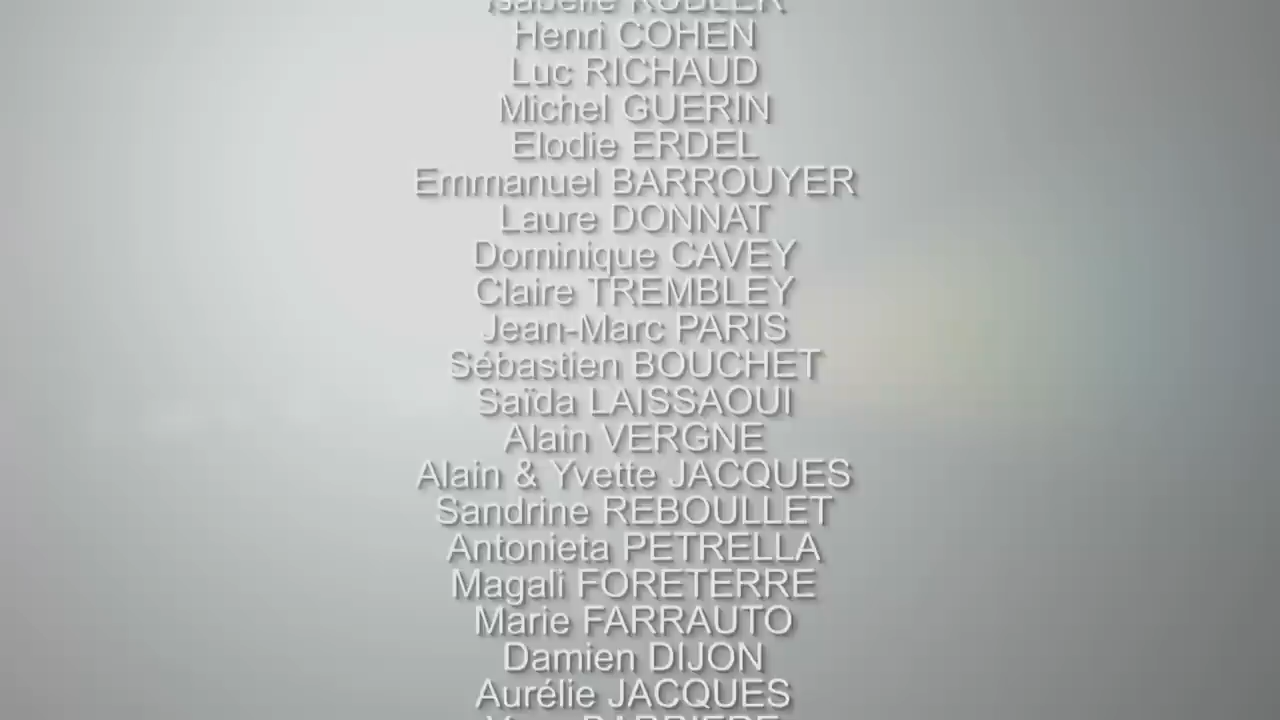 Isabelle
Henri COHEN
Luc RICHAUD
Michel GUERIN
Elodie ERDEL
Emmanuel BARROUYER
Laure DONNAT
Dominique CAVEY
Claire TREMBLEY
Jean-Marc PARIS
Sébastien BOUCHET
Saïda LAISSAOUI
Alain VERGNE
Alain & Yvette JACQUES
Sandrine REBOULLET
Antonieta PETRELLA
Magali FORETERRE
Marie FARRAUTO
Damien DIJON
Aurélie JACQUES